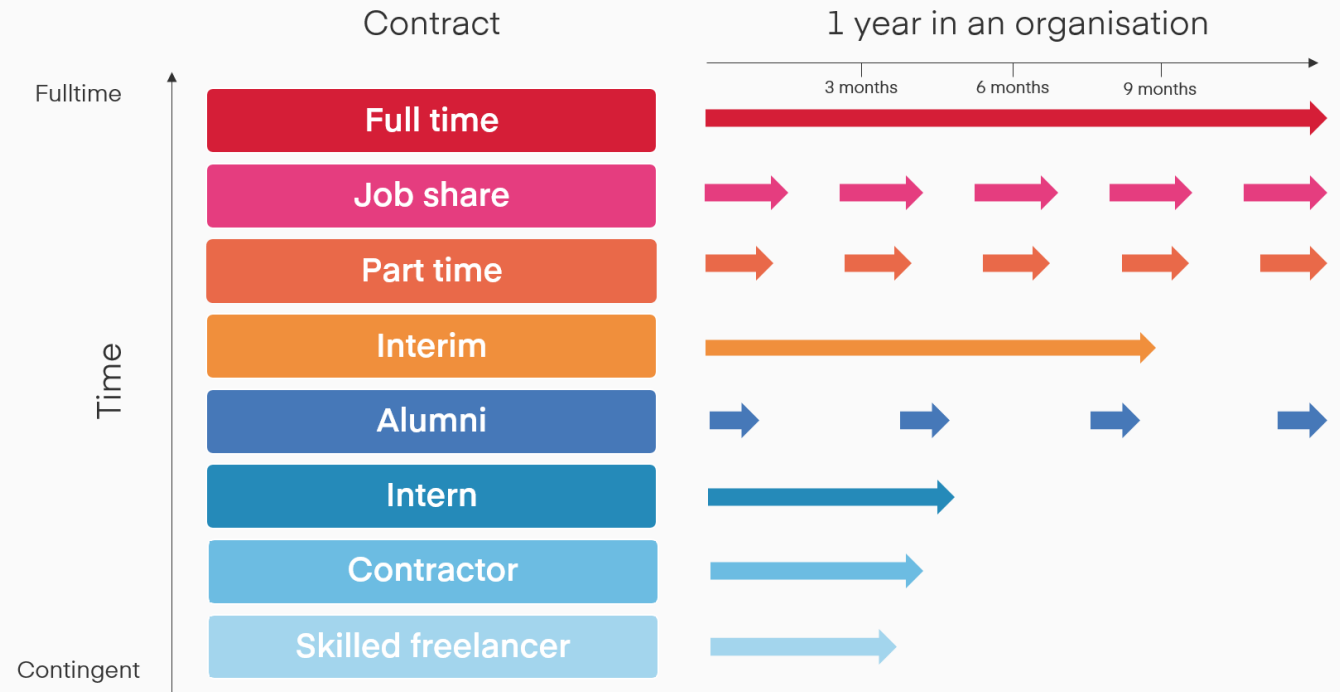 Contract
1 year in an organisation
3 months
6 months
9 months
Fulltime
Full time
Job share
Part time
Interim
Time
Alumni
Intern
Contractor
Skilled freelancer
Contingent